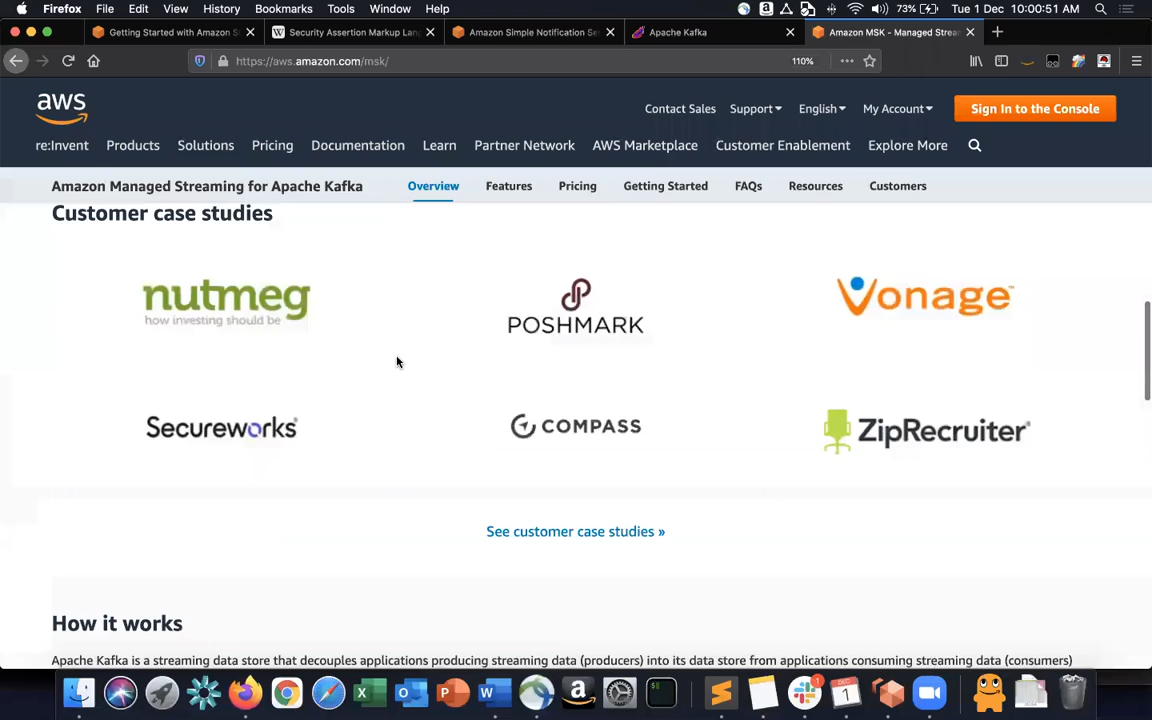 Firefox File Edit View History Bookmarks Tools Window Help 73% Tue 1 Dec 10:00:51 AM
Getting Started with Amazon S Security Assertion Markup Lan Amazon Simple Notification Se Apache Kafka Amazon MSK - Managed Strea
https://aws.amazon.com/msk/ 110%
aws
Contact Sales Support English My Account Sign In to the Console
re:Invent Products Solutions Pricing Documentation Learn Partner Network AWS Marketplace Customer Enablement Explore More
Amazon Managed Streaming for Apache Kafka Overview Features Pricing Getting Started FAQs Resources Customers
Customer case studies
nutmeg
how investing should be
POSHMARK
Vonage™
Secureworks®
COMPASS
ZipRecruiter®
See customer case studies »
How it works
Apache Kafka is a streaming data store that decouples applications producing streaming data (producers) into its data store from applications consuming streaming data (consumers)